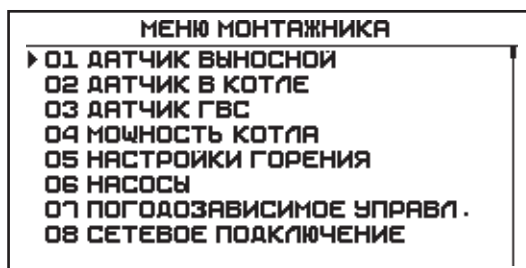 МЕНЮ МОНТАЖНИКА
01 ДАТЧИК ВЫНОСНОЙ
02 ДАТЧИК В КОТЛЕ
03 ДАТЧИК ГВС
04 МОЩНОСТЬ КОТЛА
05 НАСТРОЙКИ ГОРЕНИЯ
06 НАСОСЫ
07 ПОГОДОЗАВИСИМОЕ УПРАВЛ.
08 СЕТЕВОЕ ПОДКЛЮЧЕНИЕ